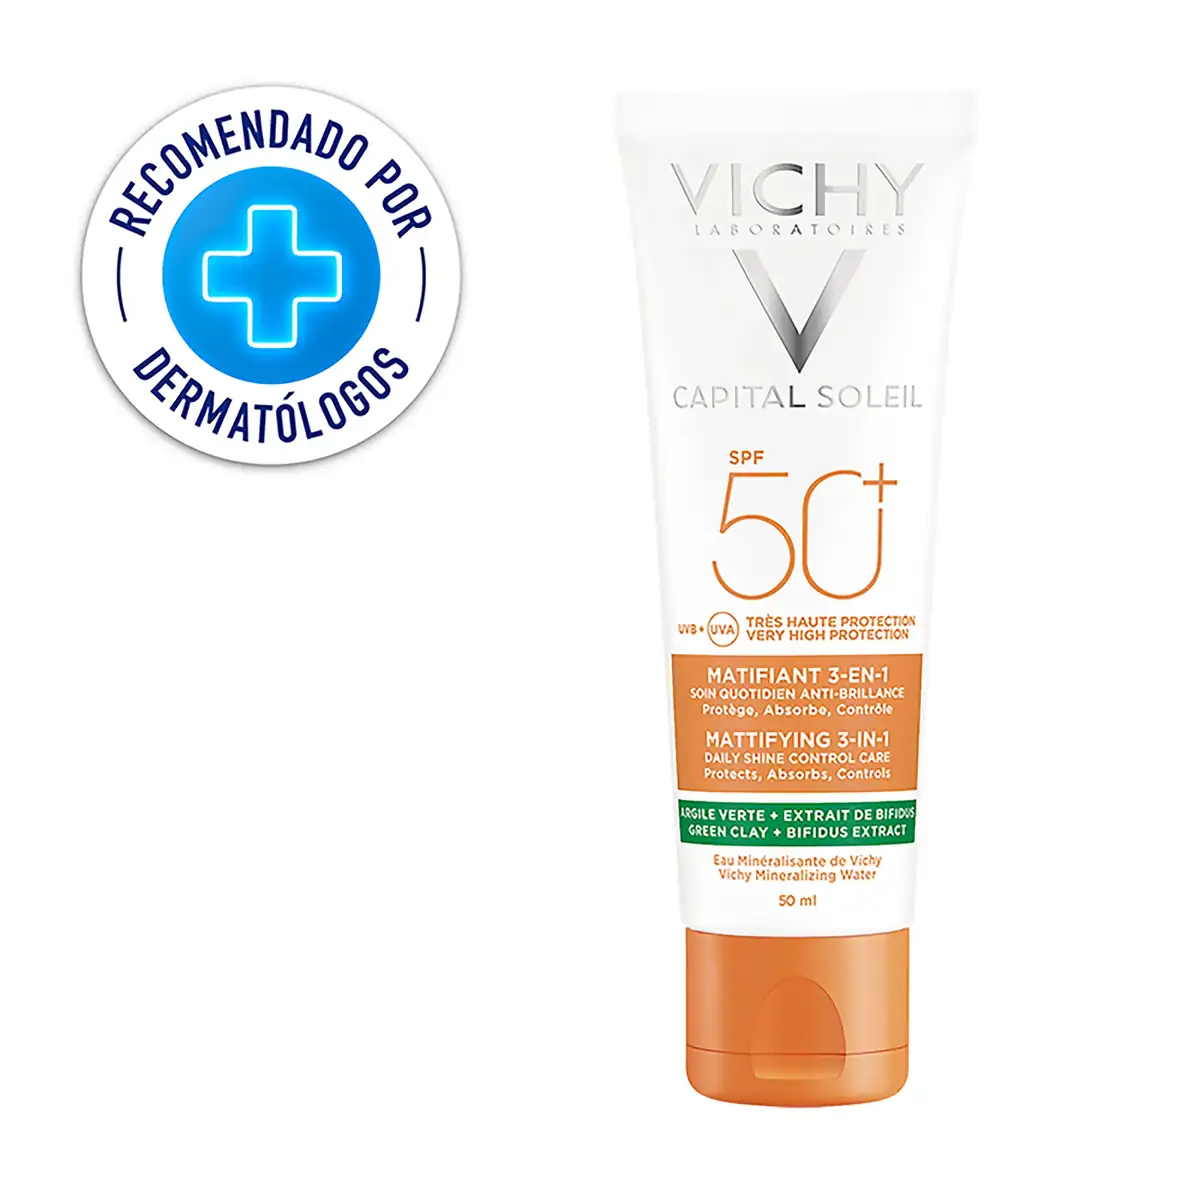 RECOMENDADO POR
DERMATÓLOGOS
VICHY
LABORATOIRES
CAPITAL SOLEIL
SPF
50+
UVB + UVA
TRÈS HAUTE PROTECTION
VERY HIGH PROTECTION
MATIFIANT 3-EN-1
SOIN QUOTIDIEN ANTI-BRILLANCE
Protège, Absorbe, Contrôle
MATTIFYING 3-IN-1
DAILY SHINE CONTROL CARE
Protects, Absorbs, Controls
ARGILE VERTE + EXTRAIT DE BIFIDUS
GREEN CLAY + BIFIDUS EXTRACT
Eau Minéralisante de Vichy
Vichy Mineralizing Water
50 ml